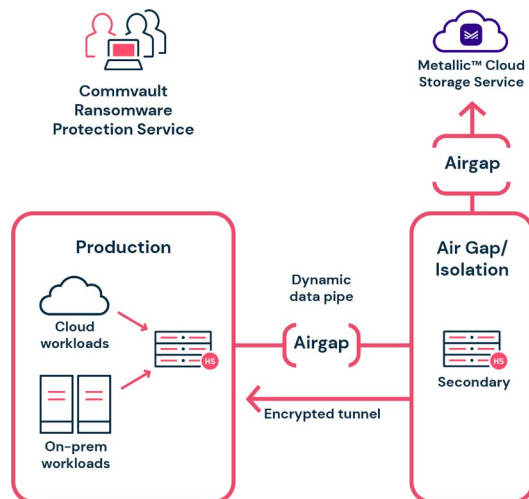 Commvault
Ransomware
Protection Service
Metallic™ Cloud
Storage Service
Airgap
Production
Cloud
workloads
HS
On-prem
workloads
Dynamic
data pipe
Airgap
Encrypted tunnel
Air Gap/
Isolation
HS
Secondary